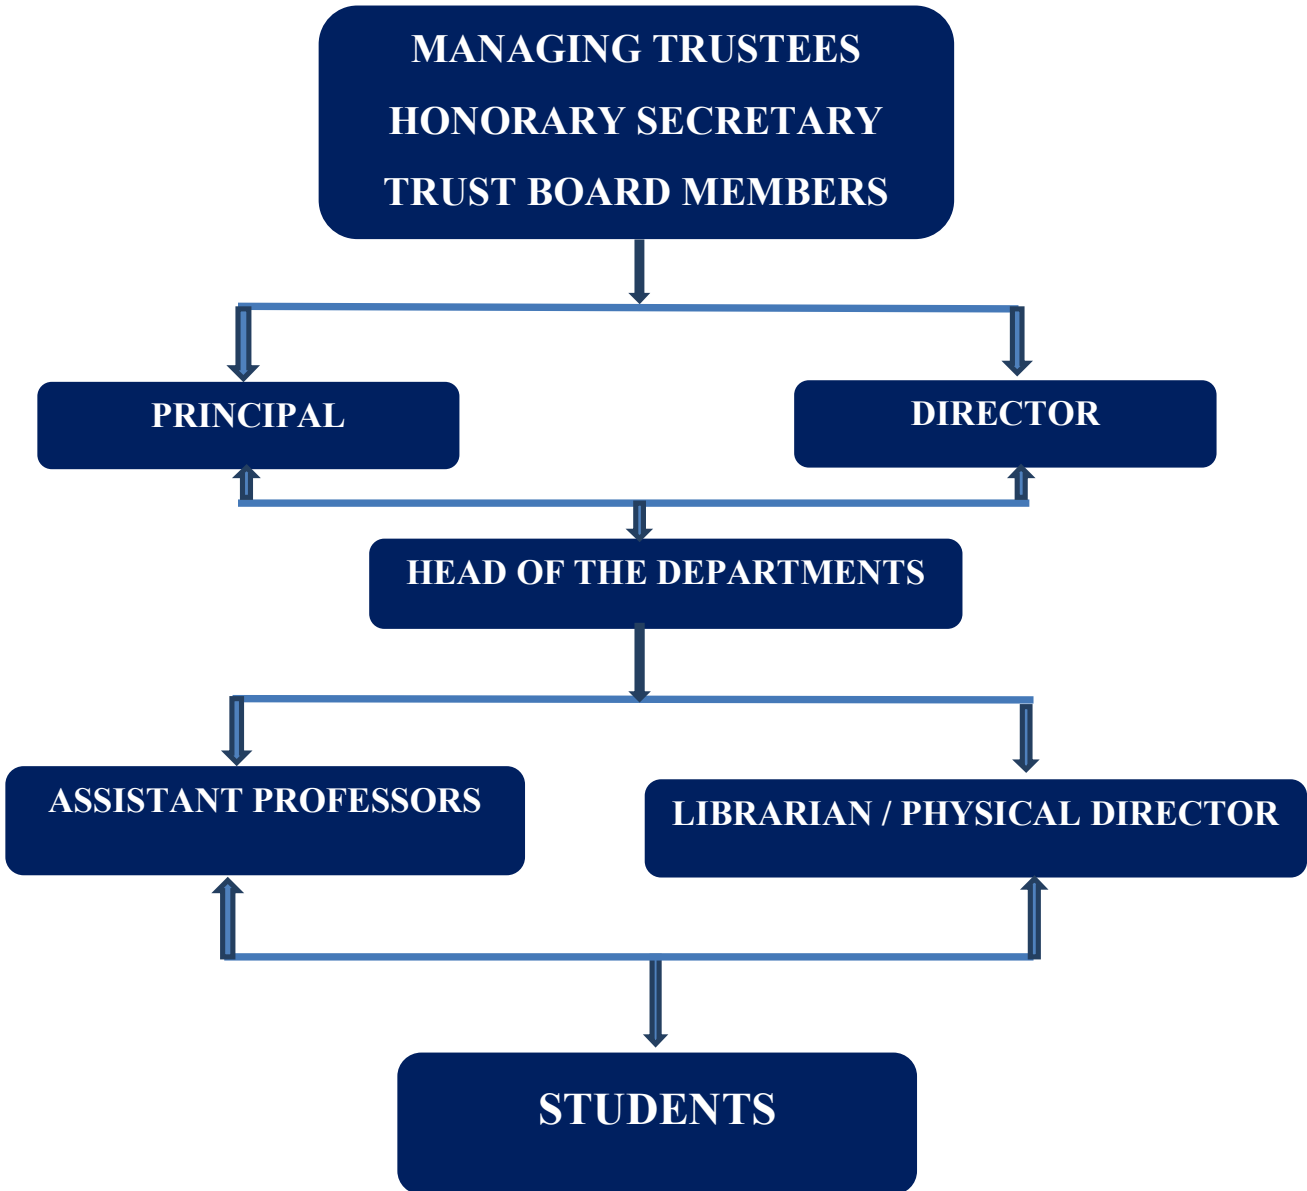 MANAGING TRUSTEES
HONORARY SECRETARY
TRUST BOARD MEMBERS
PRINCIPAL
DIRECTOR
HEAD OF THE DEPARTMENTS
ASSISTANT PROFESSORS
LIBRARIAN / PHYSICAL DIRECTOR
STUDENTS